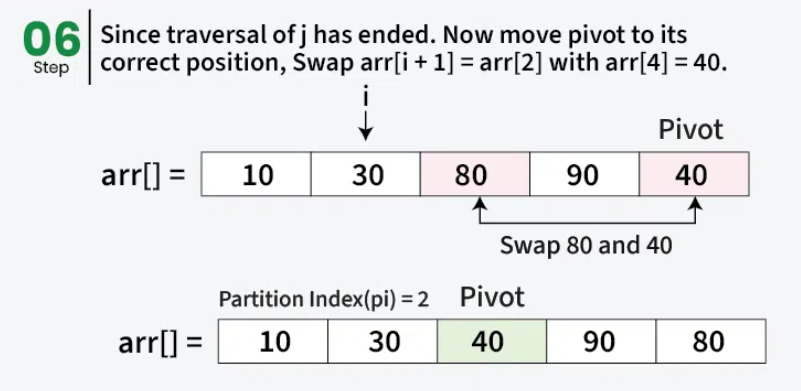 06
Step
Since traversal of j has ended. Now move pivot to its
correct position, Swap arr[i + 1] = arr[2] with arr[4] = 40.
i
Pivot
arr[] = 10 30 80 90 40
Swap 80 and 40
Partition Index(pi) = 2 Pivot
arr[] = 10 30 40 90 80